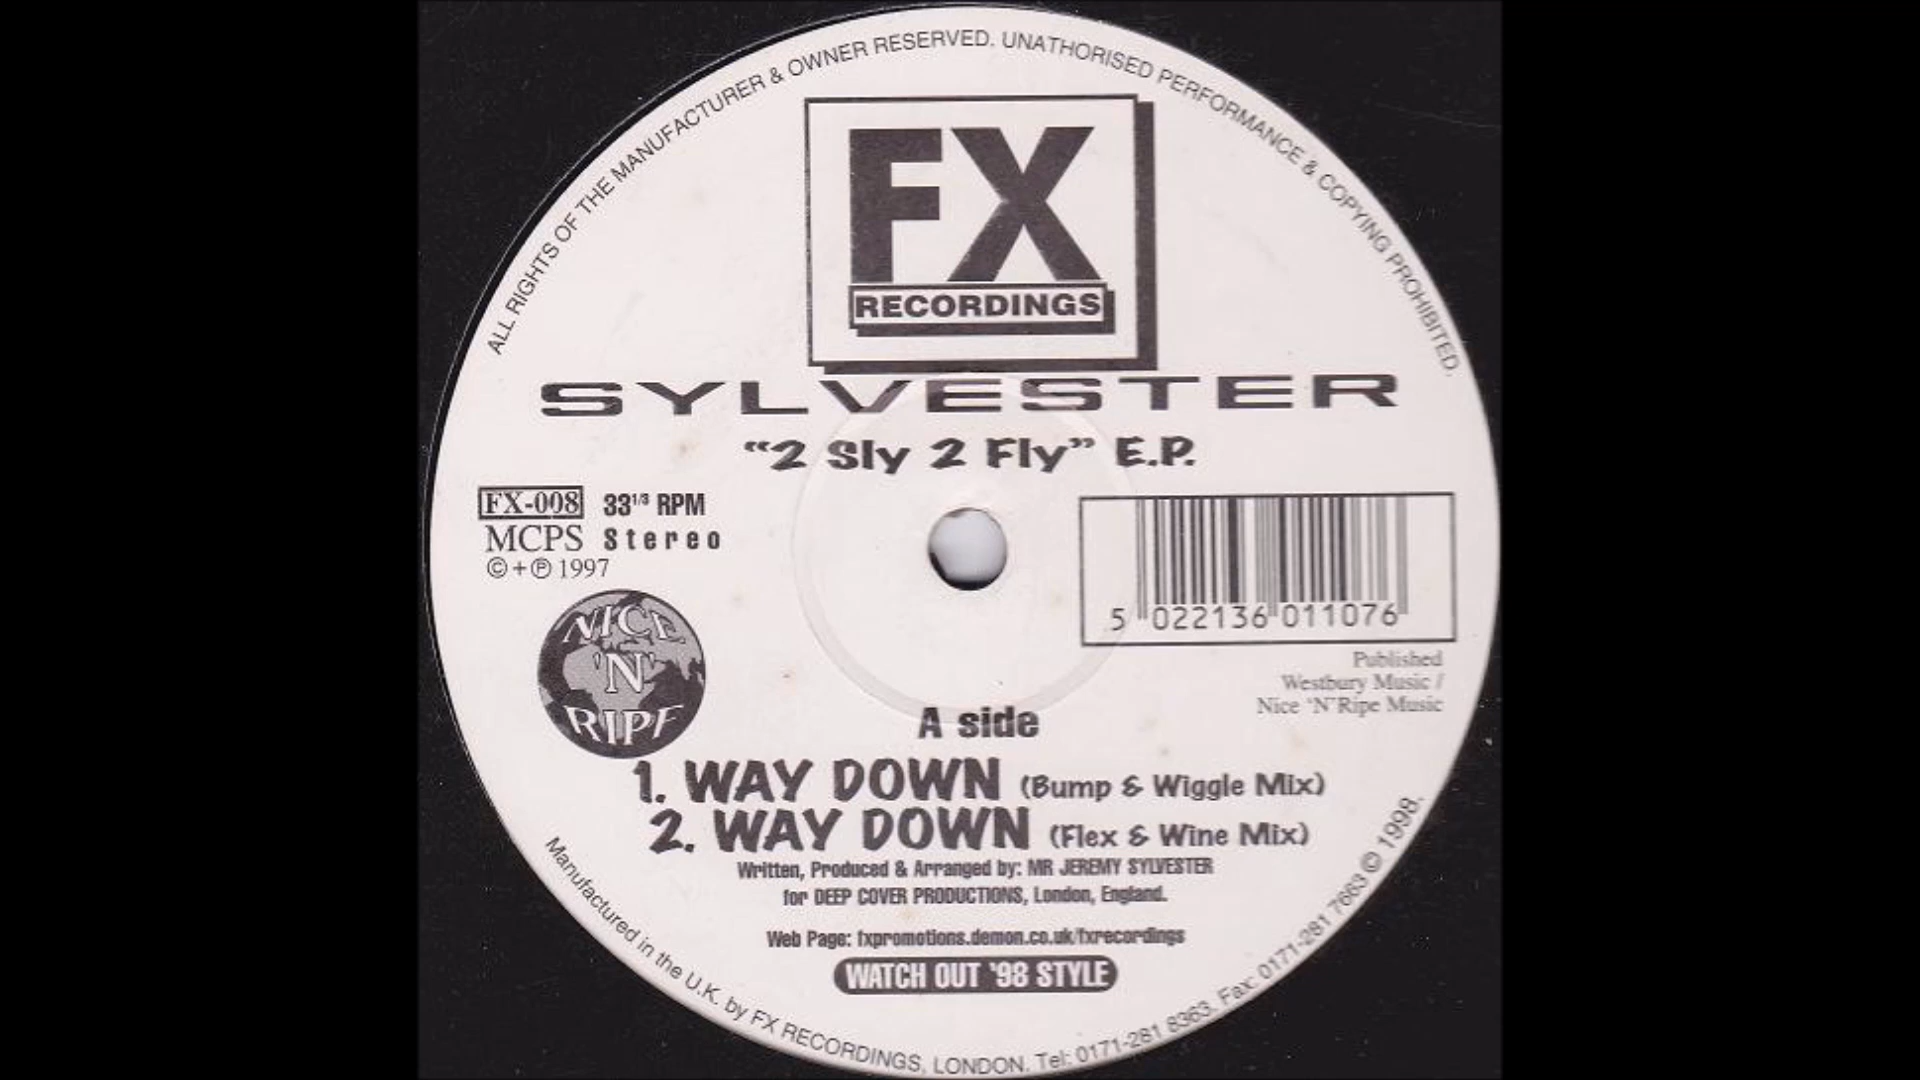 ALL RIGHTS OF THE MANUFACTURER & OWNER RESERVED. UNATHORISED PERFORMANCE & COPYING PROHIBITED.
FX
RECORDINGS
SYLVESTER
“2 Sly 2 Fly” E.P.
FX-008 33 1/3 RPM
MCPS Stereo
© + ℗ 1997
5 022136 011076
NICE
'N'
RIPE
Published
Westbury Music /
Nice 'N' Ripe Music
A side
1. WAY DOWN (Bump & Wiggle Mix)
2. WAY DOWN (Flex & Wine Mix)
Written, Produced & Arranged by: MR JEREMY SYLVESTER
for DEEP COVER PRODUCTIONS, London, England.
Web Page: fxpromotions.demon.co.uk/fxrecordings
WATCH OUT '98 STYLE
Manufactured in the U.K. by FX RECORDINGS, LONDON. Tel: 0171-281 8363. Fax: 0171-281 7663 © 1998.